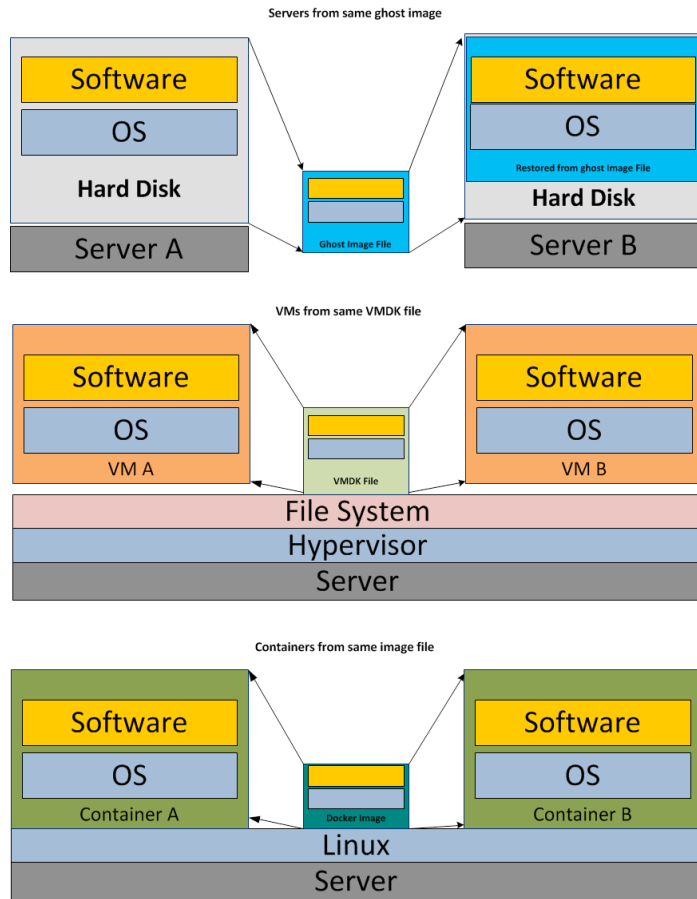 Servers from same ghost image
Software
OS
Hard Disk
Server A
Ghost Image FIle
Software
OS
Restored from ghost Image File
Hard Disk
Server B
VMs from same VMDK file
Software
OS
VM A
VMDK File
Software
OS
VM B
File System
Hypervisor
Server
Containers from same image file
Software
OS
Container A
Docker Image
Software
OS
Container B
Linux
Server